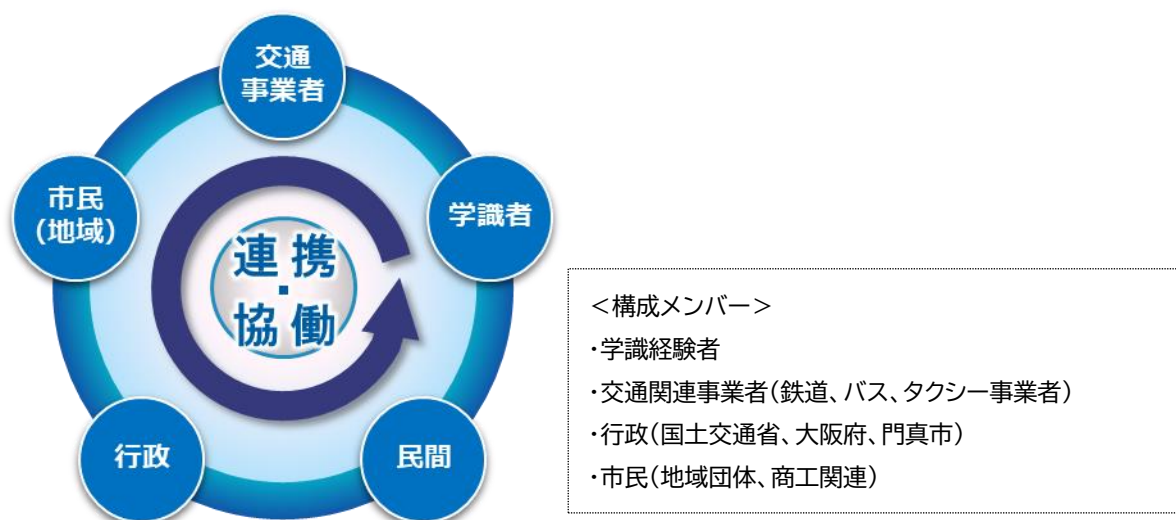 交通
事業者
市民
(地域)
学識者
連携
・
協働
行政
民間
＜構成メンバー＞
・学識経験者
・交通関連事業者(鉄道、バス、タクシー事業者)
・行政(国土交通省、大阪府、門真市)
・市民(地域団体、商工関連)